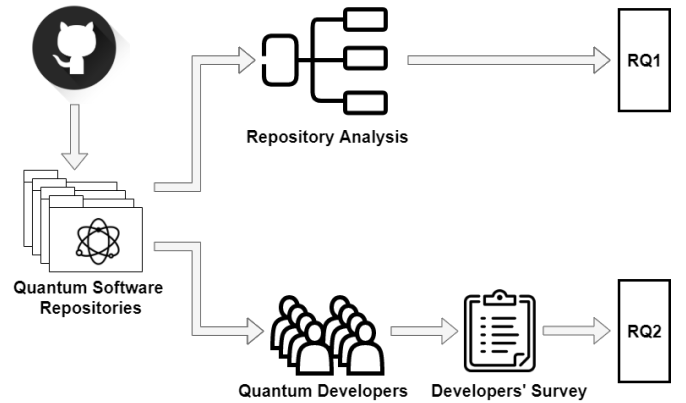 RQ1
Repository Analysis
Quantum Software
Repositories
RQ2
Quantum Developers
Developers' Survey